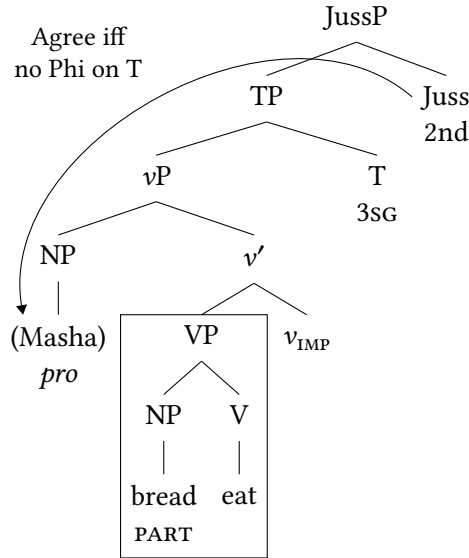 JussP
Agree iff
no Phi on T
TP Juss
2nd
vP T
3SG
NP v′
(Masha) VP vIMP
pro
NP V
bread eat
PART